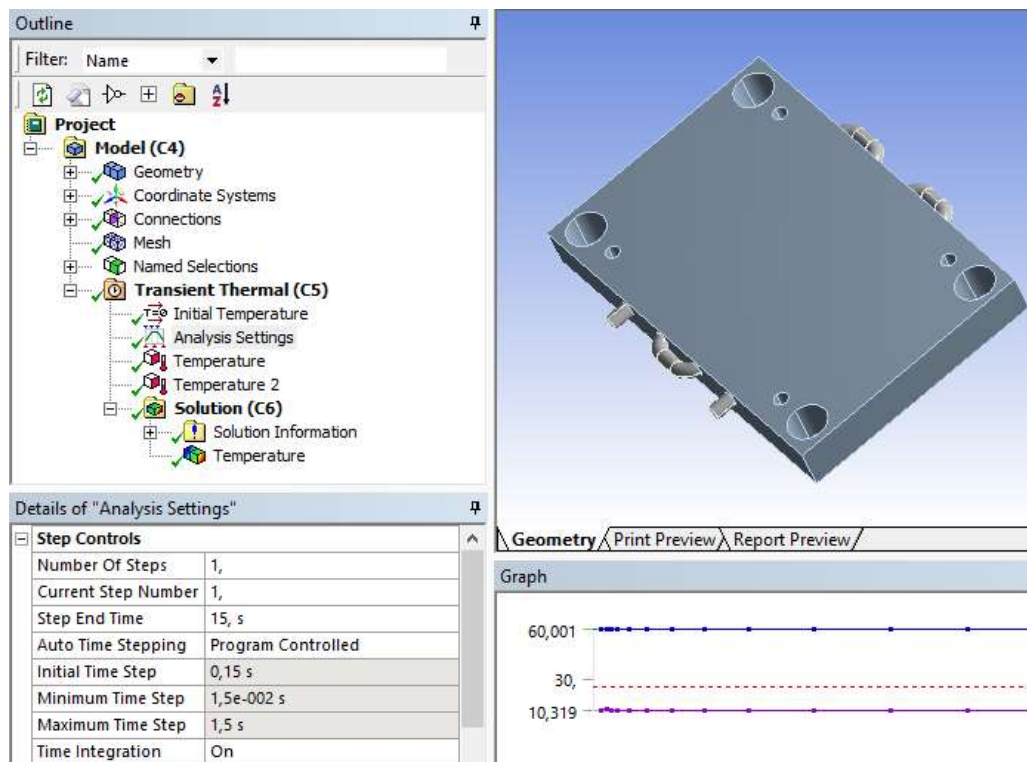 Outline
Filter: Name
Project
Model (C4)
Geometry
Coordinate Systems
Connections
Mesh
Named Selections
Transient Thermal (C5)
T=0 Initial Temperature
Analysis Settings
Temperature
Temperature 2
Solution (C6)
Solution Information
Temperature
Details of "Analysis Settings"
Step Controls
Number Of Steps 1,
Current Step Number 1,
Step End Time 15, s
Auto Time Stepping Program Controlled
Initial Time Step 0,15 s
Minimum Time Step 1,5e-002 s
Maximum Time Step 1,5 s
Time Integration On
Geometry Print Preview Report Preview
Graph
60,001
30,
10,319